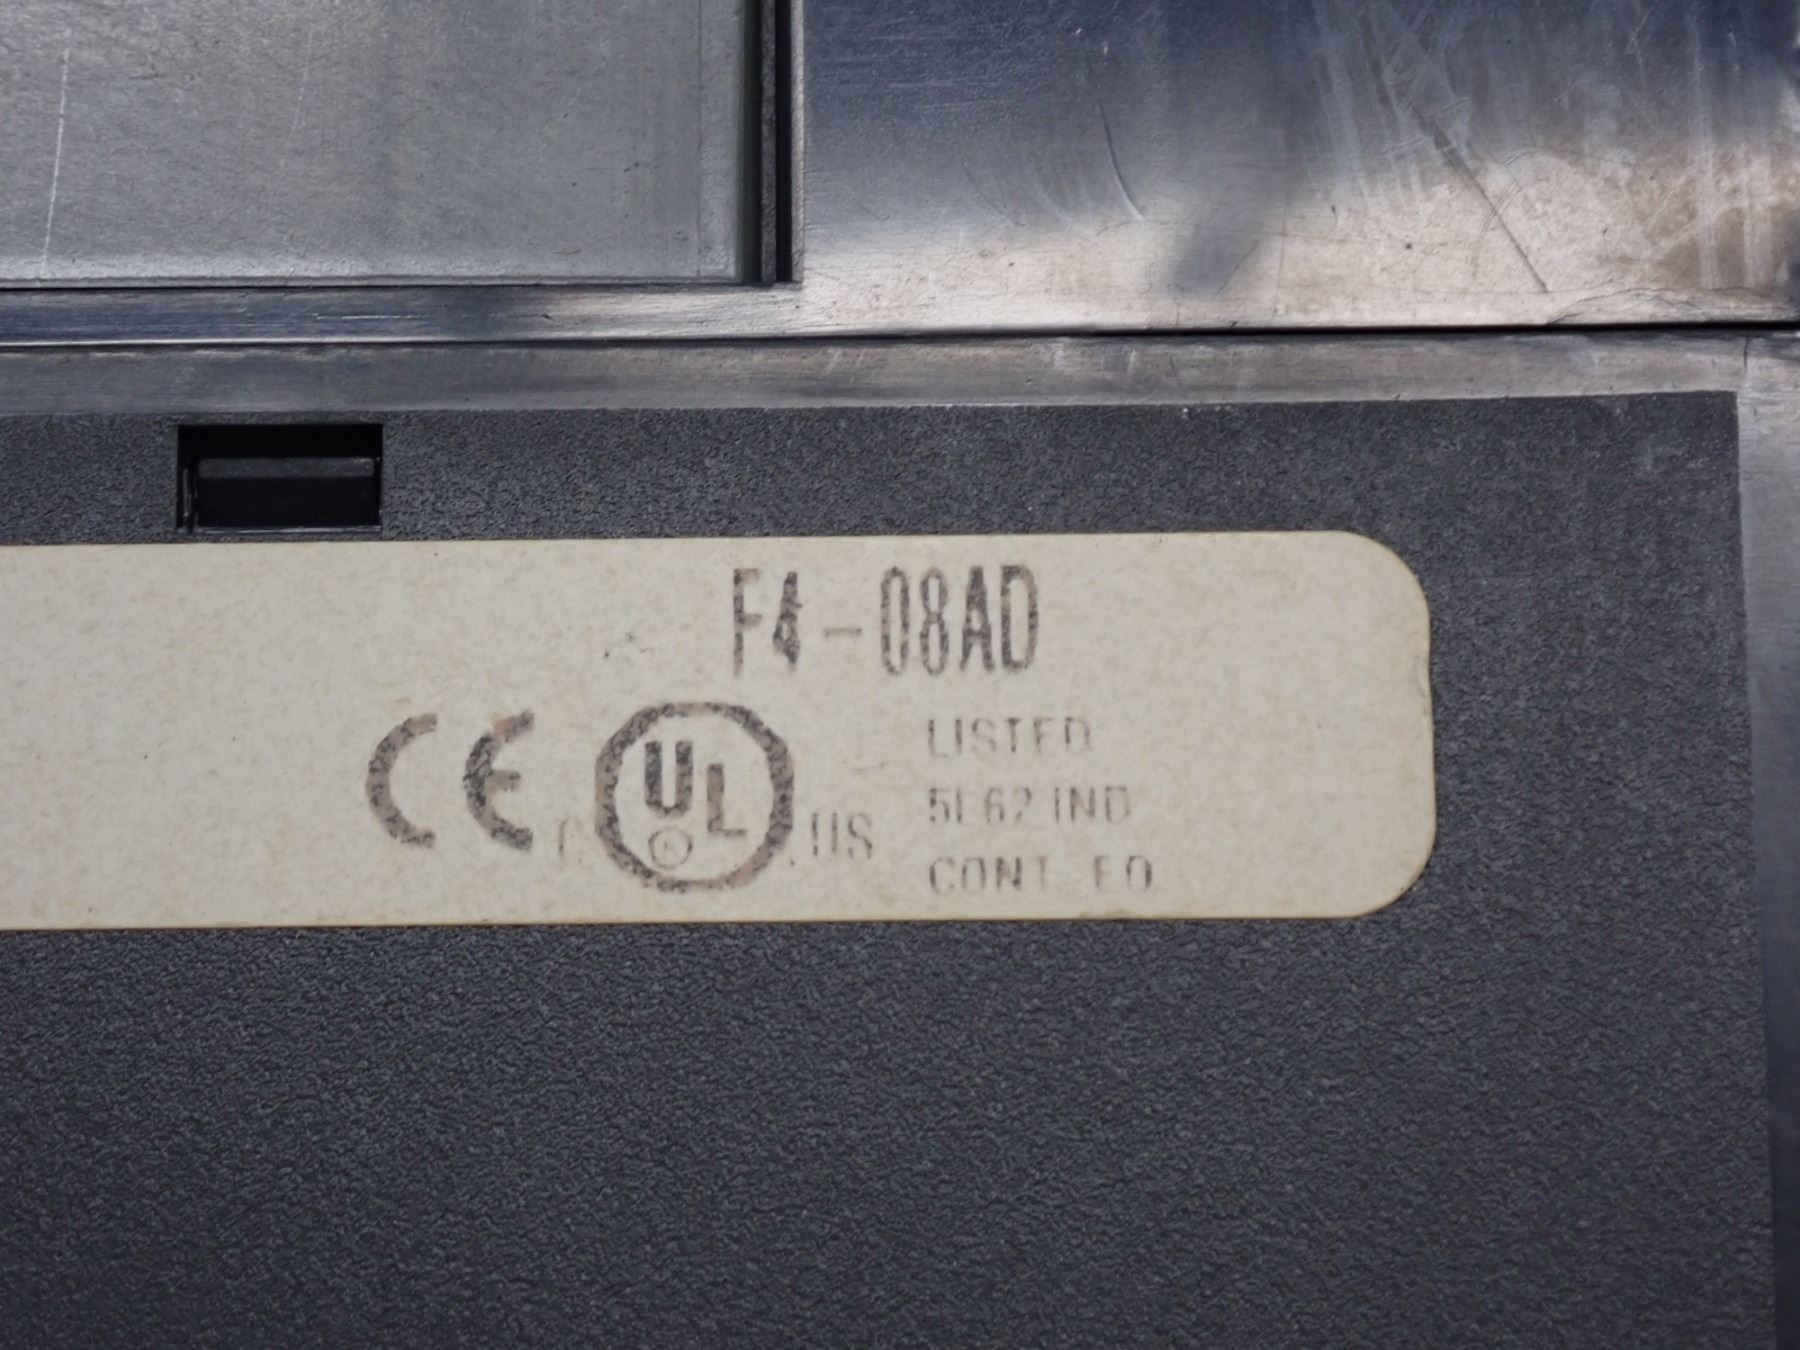 F4-08AD
CE C UL US LISTED
5L62 IND
CONT EQ